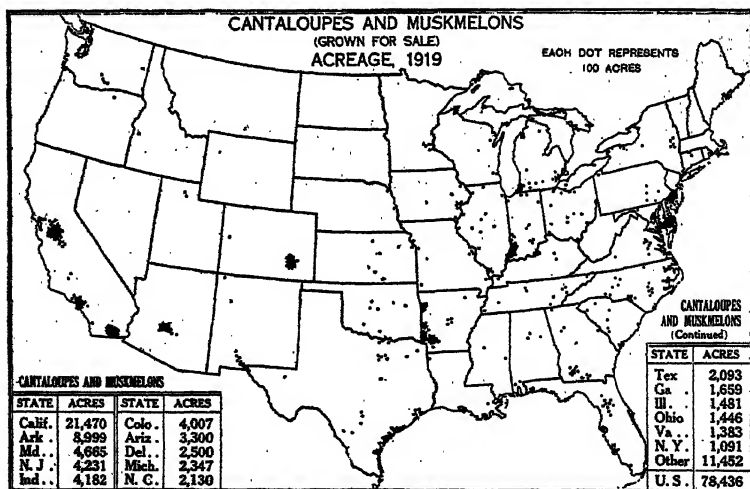 CANTALOUPES AND MUSKMELONS
(GROWN FOR SALE)
ACREAGE, 1919
EACH DOT REPRESENTS
100 ACRES
CANTALOUPES AND MUSKMELONS
STATE ACRES STATE ACRES
Calif. 21,470 Colo. 4,007
Ark. 8,999 Ariz. 3,300
Md.. 4,665 Del.. 2,500
N. J. 4,231 Mich. 2,347
Ind.. 4,182 N. C. 2,130
CANTALOUPES
AND MUSKMELONS
(Continued)
STATE ACRES
Tex 2,093
Ga. 1,659
Ill. . 1,481
Ohio 1,446
Va. . 1,383
N. Y. 1,091
Other 11,452
U. S. 78,436